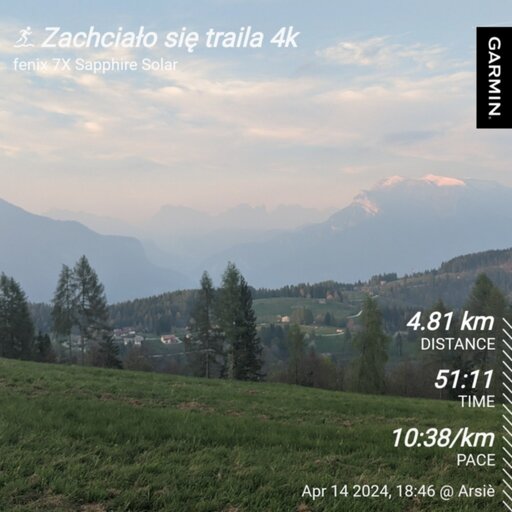 Zachciało się traila 4k
fenix 7X Sapphire Solar
GARMIN.
4.81 km
DISTANCE
51:11
TIME
10:38/km
PACE
Apr 14 2024, 18:46 @ Arsiè